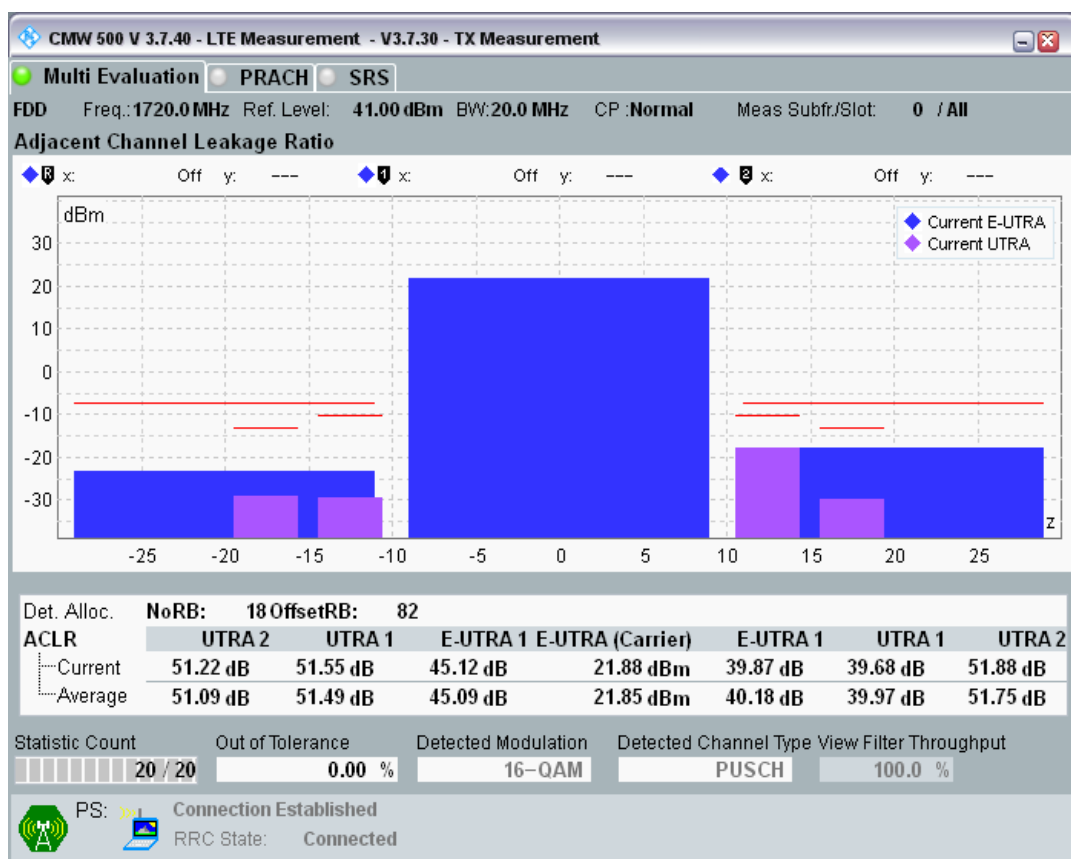 CMW 500 V 3.7.40 - LTE Measurement - V3.7.30 - TX Measurement
Multi Evaluation PRACH SRS
FDD Freq.: 1720.0 MHz Ref. Level: 41.00 dBm BW: 20.0 MHz CP : Normal Meas Subfr./Slot: 0 / All
Adjacent Channel Leakage Ratio
R x: Off y: --- 1 x: Off y: --- 2 x: Off y: ---
dBm
Current E-UTRA
Current UTRA
30
20
10
0
-10
-20
-30
z
-25 -20 -15 -10 -5 0 5 10 15 20 25
Det. Alloc. NoRB: 18 OffsetRB: 82
ACLR UTRA 2 UTRA 1 E-UTRA 1 E-UTRA (Carrier) E-UTRA 1 UTRA 1 UTRA 2
Current 51.22 dB 51.55 dB 45.12 dB 21.88 dBm 39.87 dB 39.68 dB 51.88 dB
Average 51.09 dB 51.49 dB 45.09 dB 21.85 dBm 40.18 dB 39.97 dB 51.75 dB
Statistic Count Out of Tolerance Detected Modulation Detected Channel Type View Filter Throughput
20 / 20 0.00 % 16-QAM PUSCH 100.0 %
PS: Connection Established
RRC State: Connected